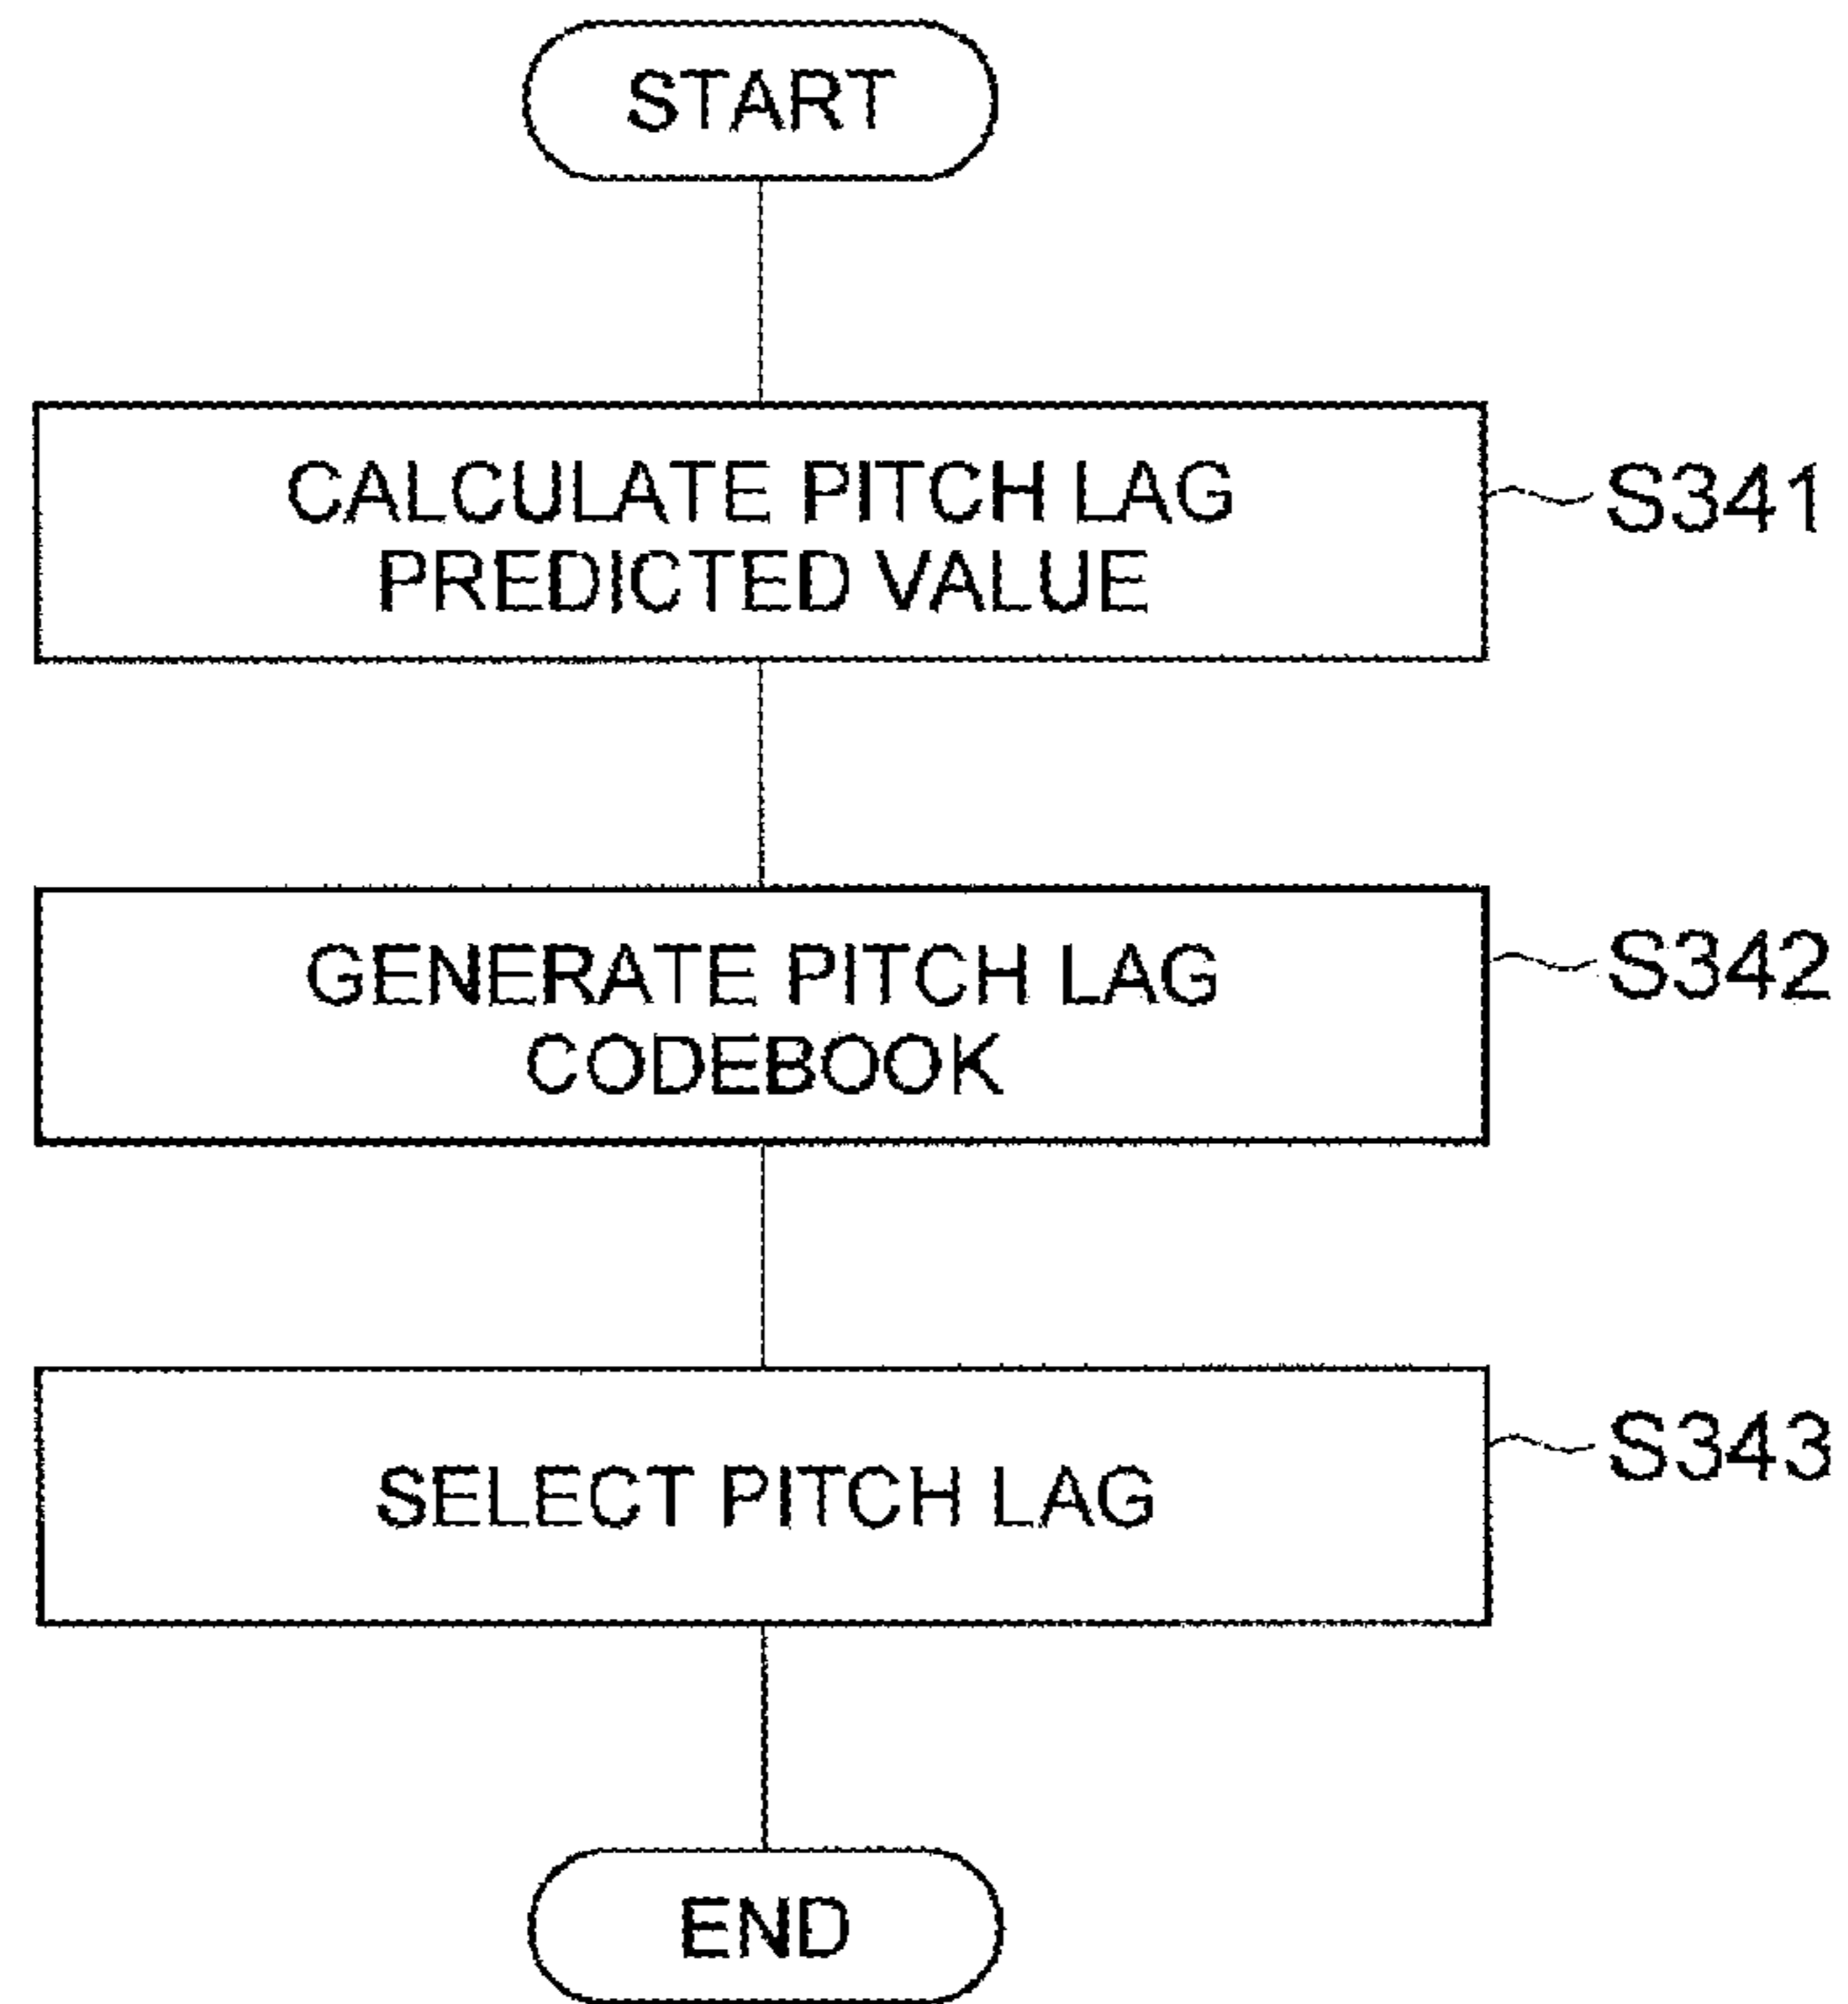 START
CALCULATE PITCH LAG
PREDICTED VALUE
S341
GENERATE PITCH LAG
CODEBOOK
S342
SELECT PITCH LAG
S343
END